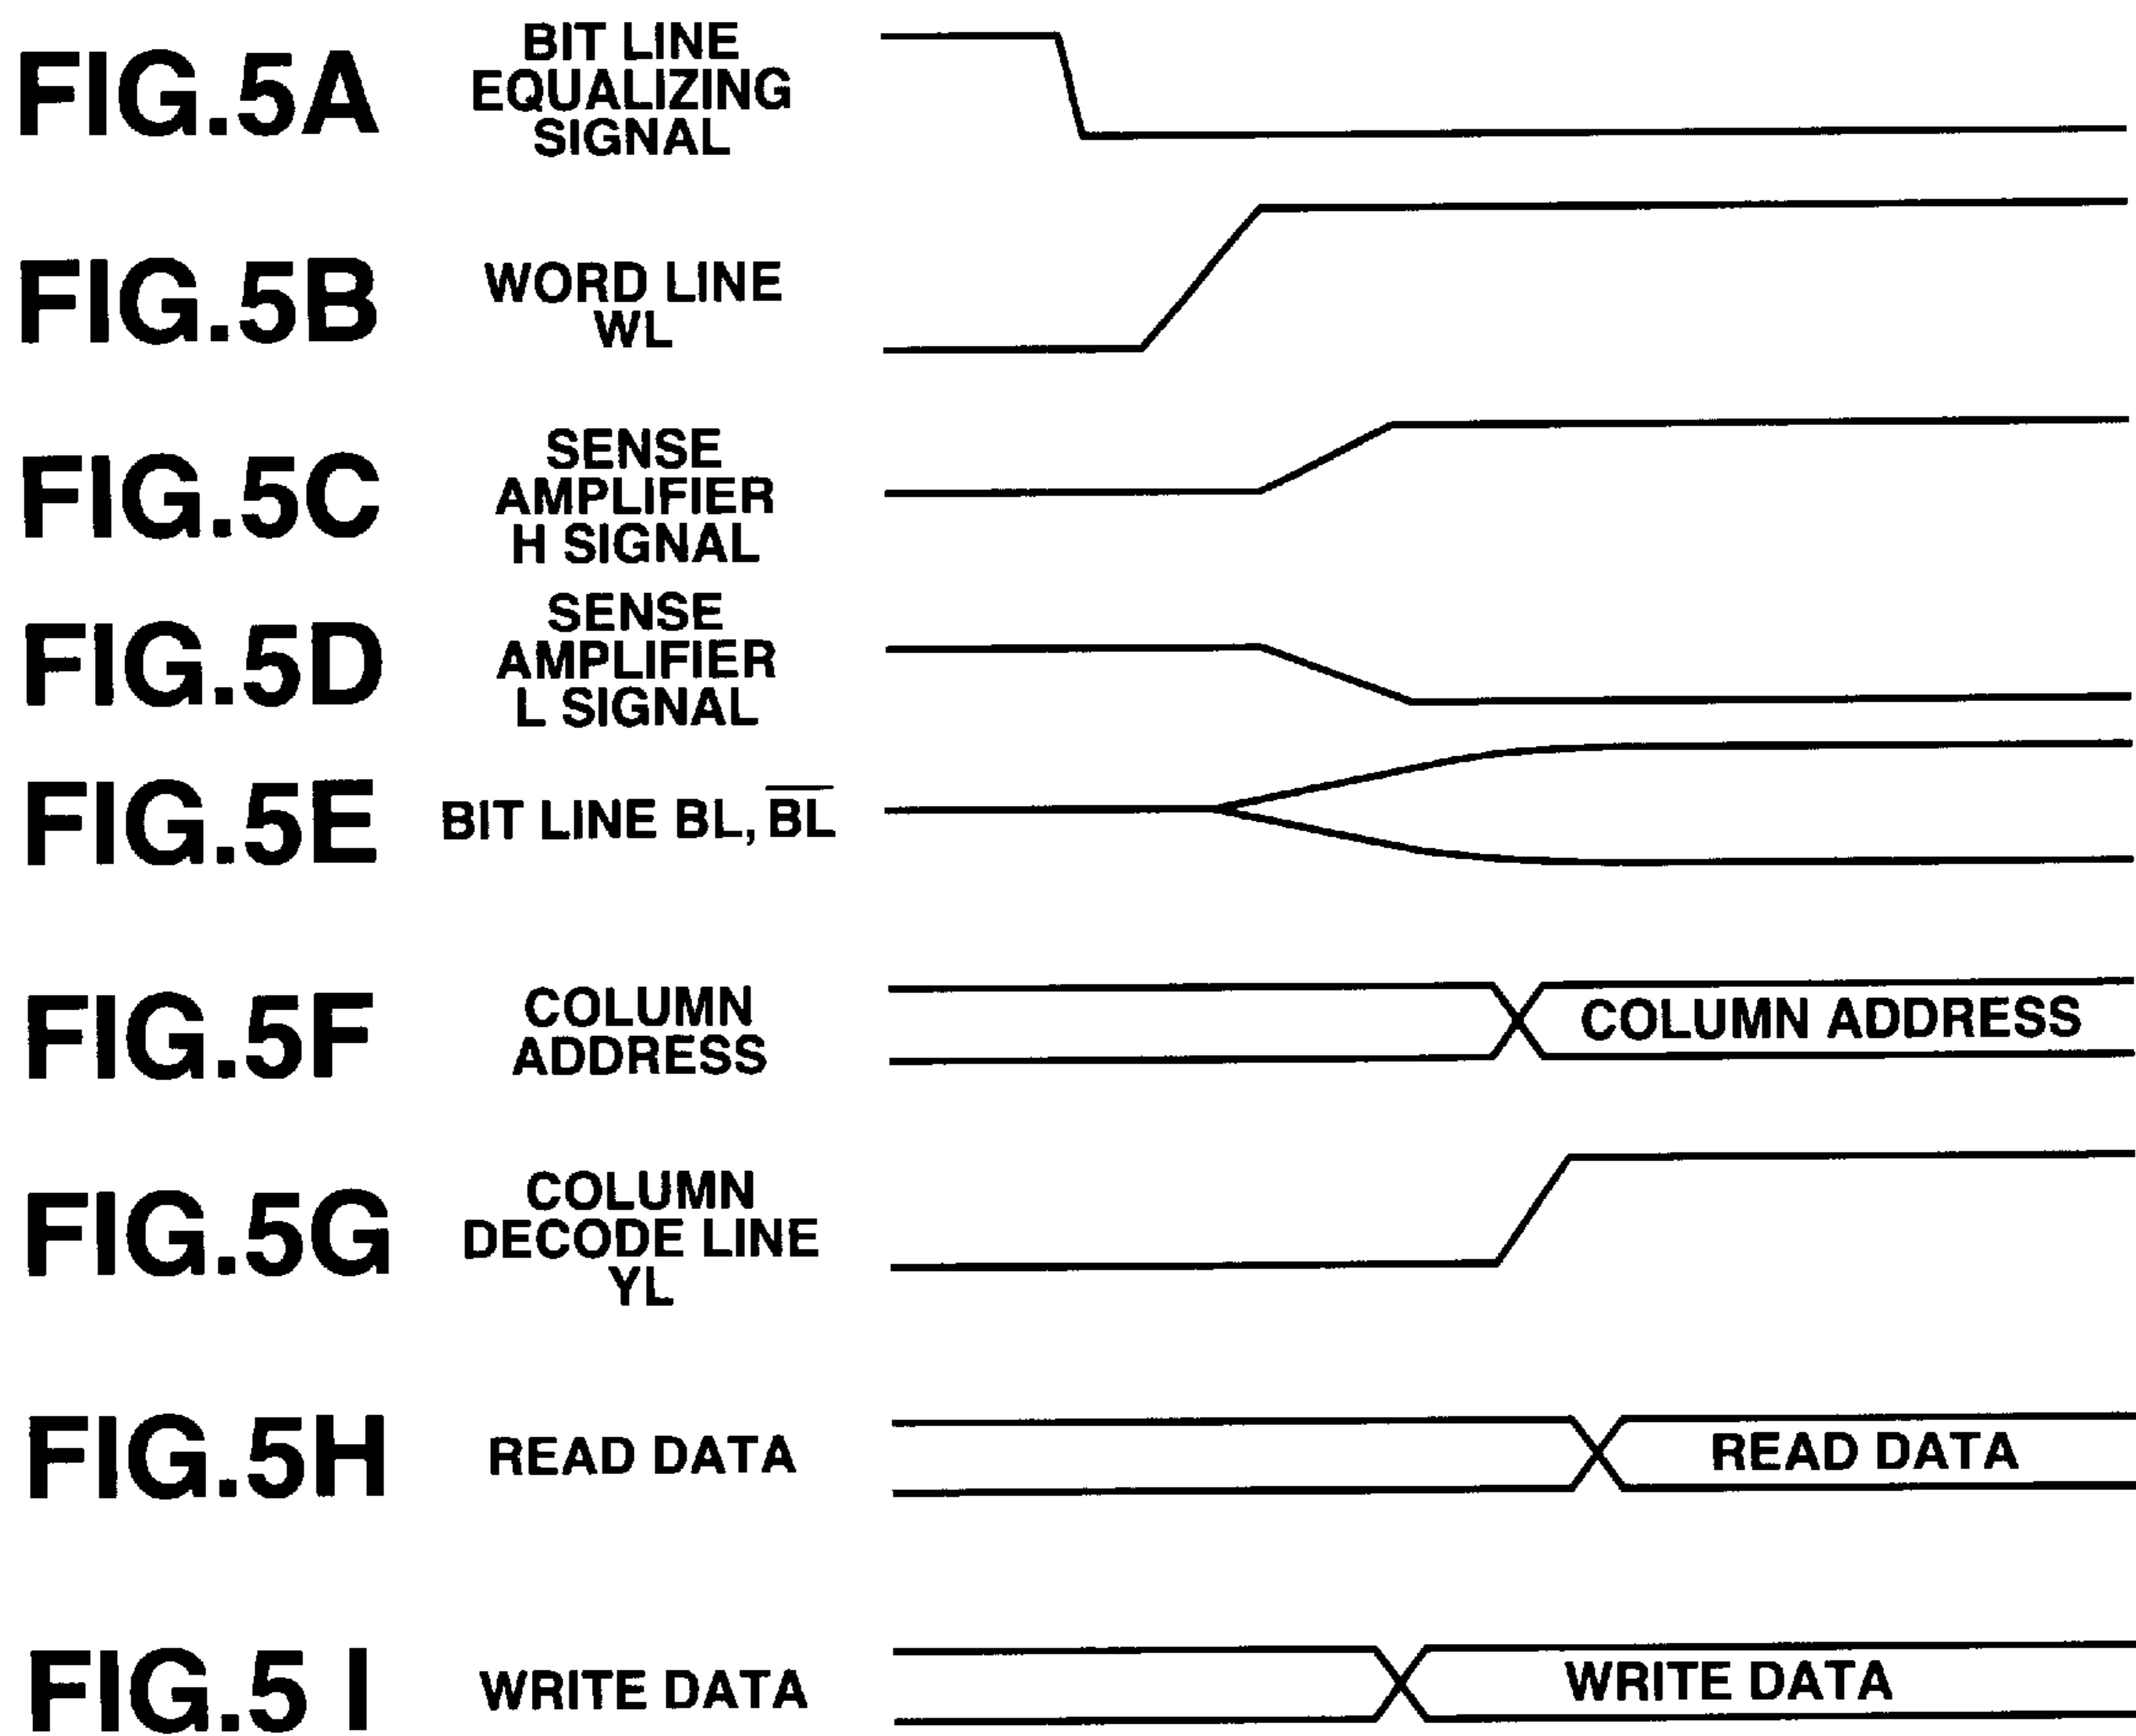 FIG.5A
BIT LINE
EQUALIZING
SIGNAL
FIG.5B
WORD LINE
WL
FIG.5C
SENSE
AMPLIFIER
H SIGNAL
FIG.5D
SENSE
AMPLIFIER
L SIGNAL
FIG.5E
BIT LINE BL, B̅L̅
FIG.5F
COLUMN
ADDRESS
COLUMN ADDRESS
FIG.5G
COLUMN
DECODE LINE
YL
FIG.5H
READ DATA
READ DATA
FIG.5 I
WRITE DATA
WRITE DATA